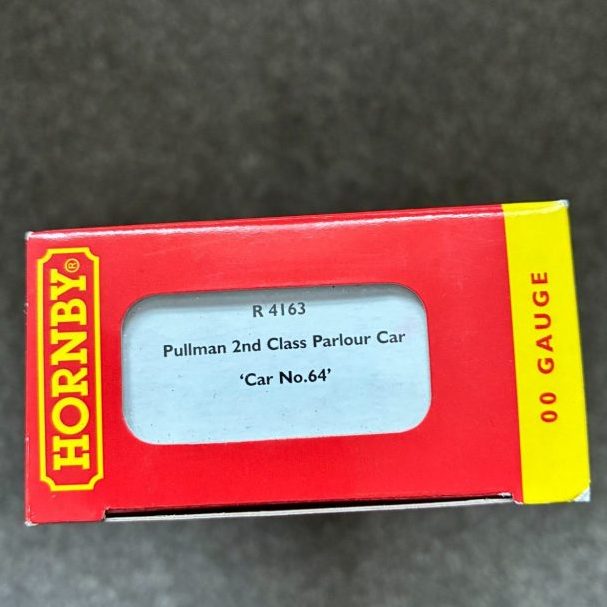 HORNBY®
R 4163
Pullman 2nd Class Parlour Car
‘Car No.64’
00 GAUGE